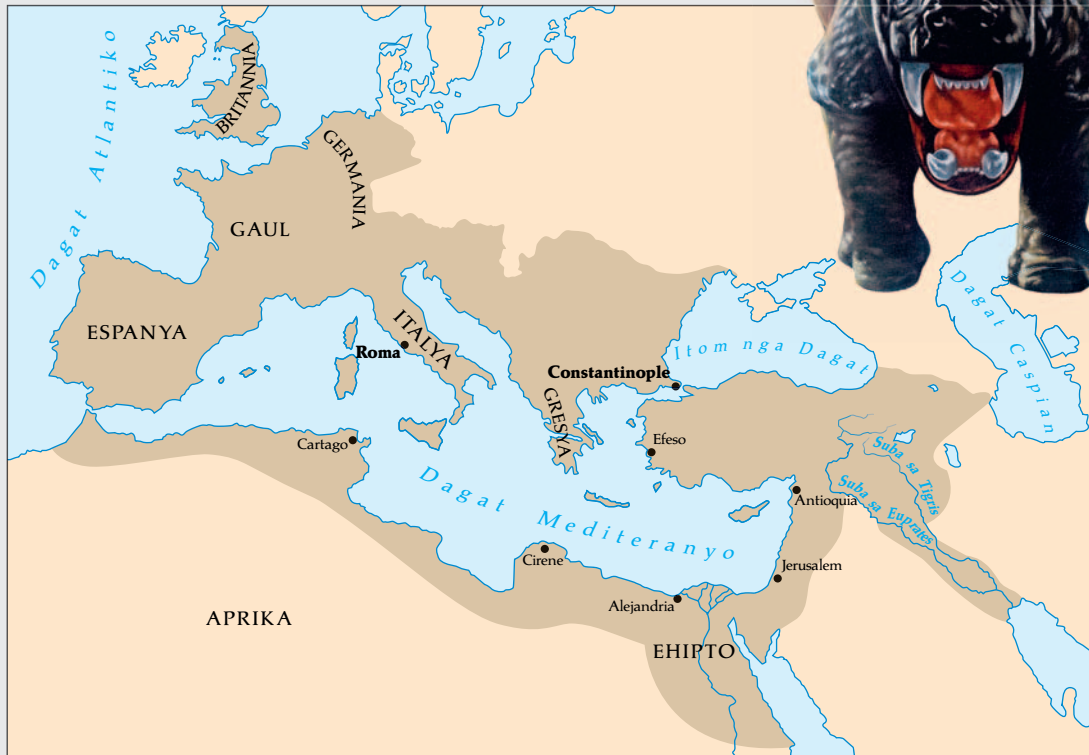 Dagat Atlantiko
BRITANNIA
GERMANIA
GAUL
ESPANYA
ITALYA
Roma
Constantinople
Itom nga Dagat
Dagat Caspian
GRESYA
Cartago
Efeso
Suba sa Tigris
Suba sa Euprates
Antioquia
Dagat Mediteranyo
Cirene
Jerusalem
Alejandria
APRIKA
EHIPTO